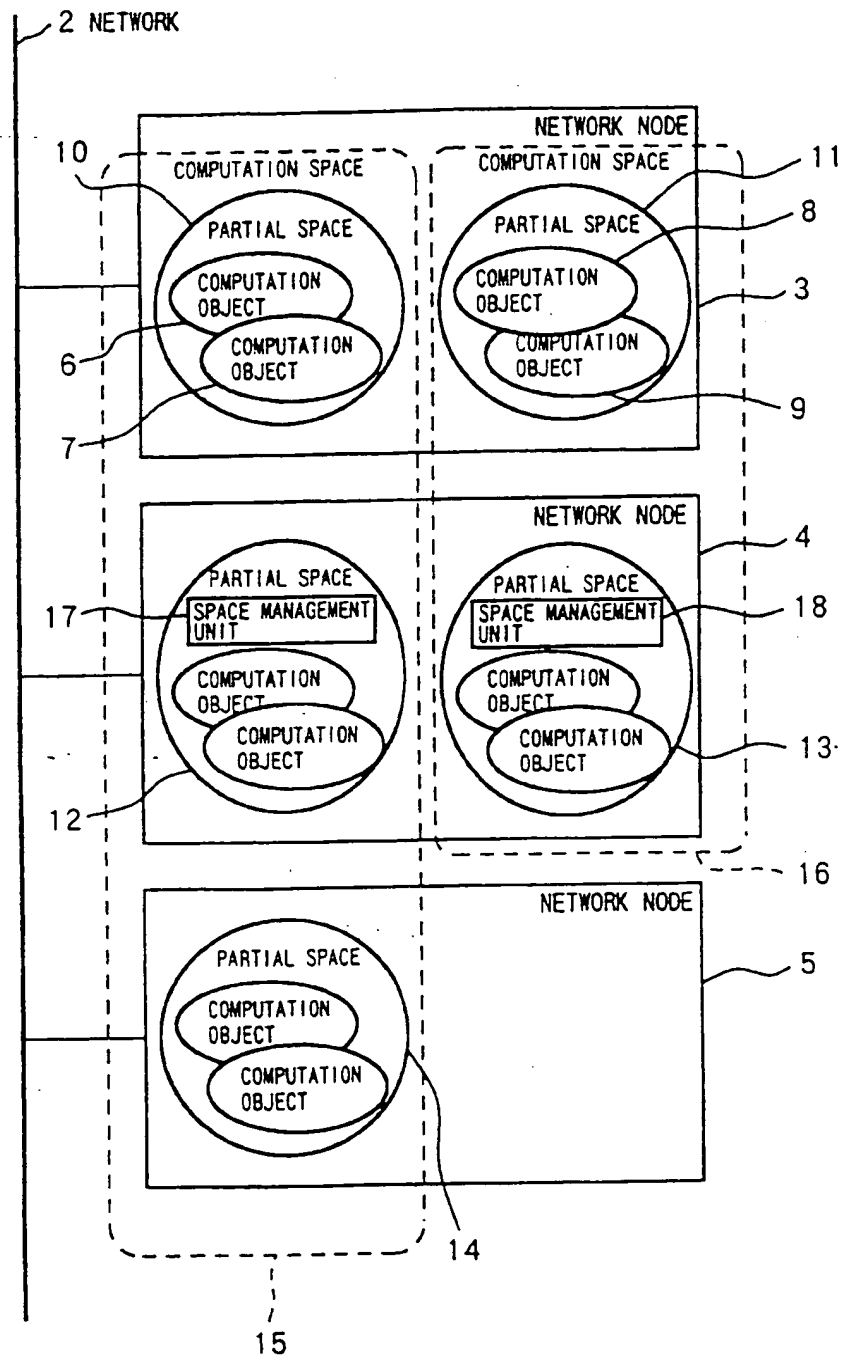 2 NETWORK
NETWORK NODE
10
COMPUTATION SPACE
COMPUTATION SPACE
11
PARTIAL SPACE
PARTIAL SPACE
8
COMPUTATION
OBJECT
COMPUTATION
OBJECT
3
6
COMPUTATION
OBJECT
COMPUTATION
OBJECT
7
9
NETWORK NODE
4
PARTIAL SPACE
PARTIAL SPACE
17
SPACE MANAGEMENT
UNIT
SPACE MANAGEMENT
UNIT
18
COMPUTATION
OBJECT
COMPUTATION
OBJECT
COMPUTATION
OBJECT
COMPUTATION
OBJECT
13
12
16
NETWORK NODE
PARTIAL SPACE
5
COMPUTATION
OBJECT
COMPUTATION
OBJECT
14
15